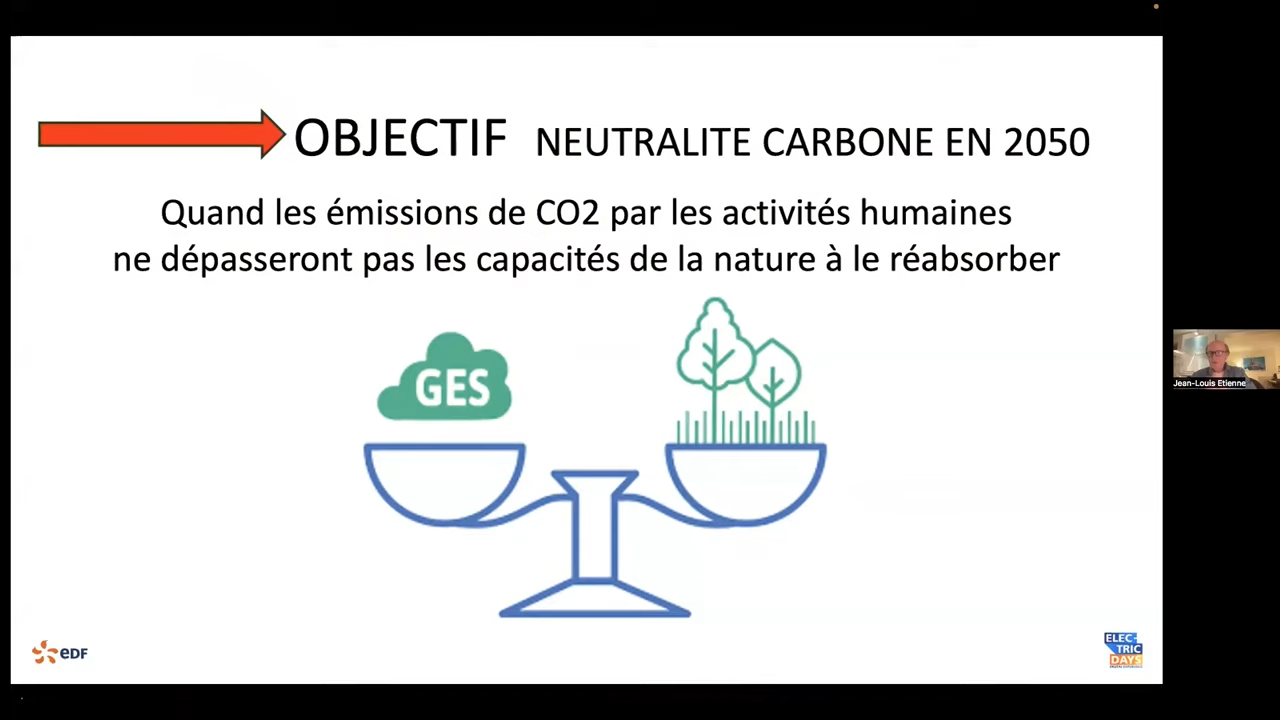 OBJECTIF NEUTRALITE CARBONE EN 2050
Quand les émissions de CO2 par les activités humaines
ne dépasseront pas les capacités de la nature à le réabsorber
GES
Jean-Louis Etienne
eDF
ELEC-
TRIC
DAYS